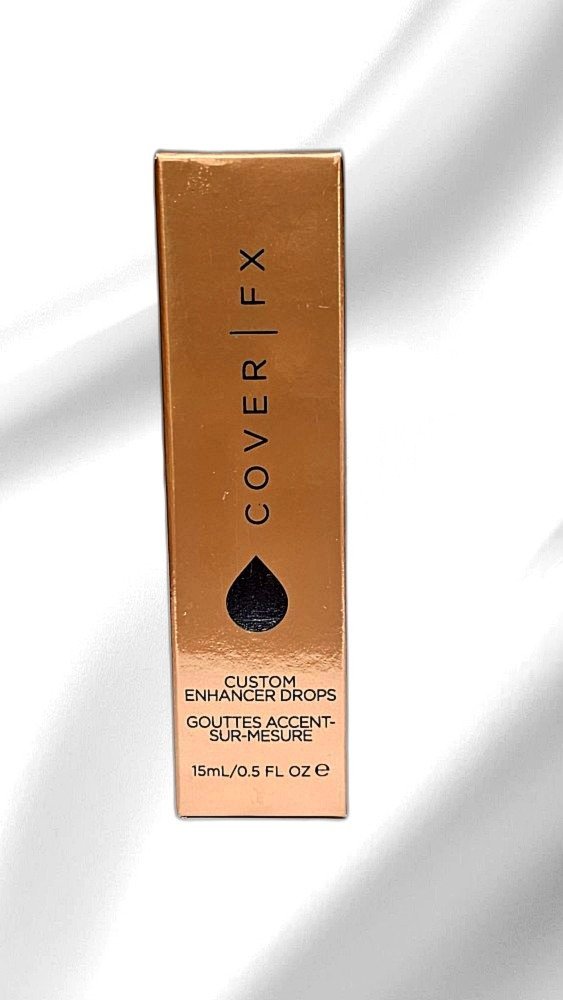 COVER | FX
CUSTOM
ENHANCER DROPS
GOUTTES ACCENT-
SUR-MESURE
15mL/0.5 FL OZ ℮